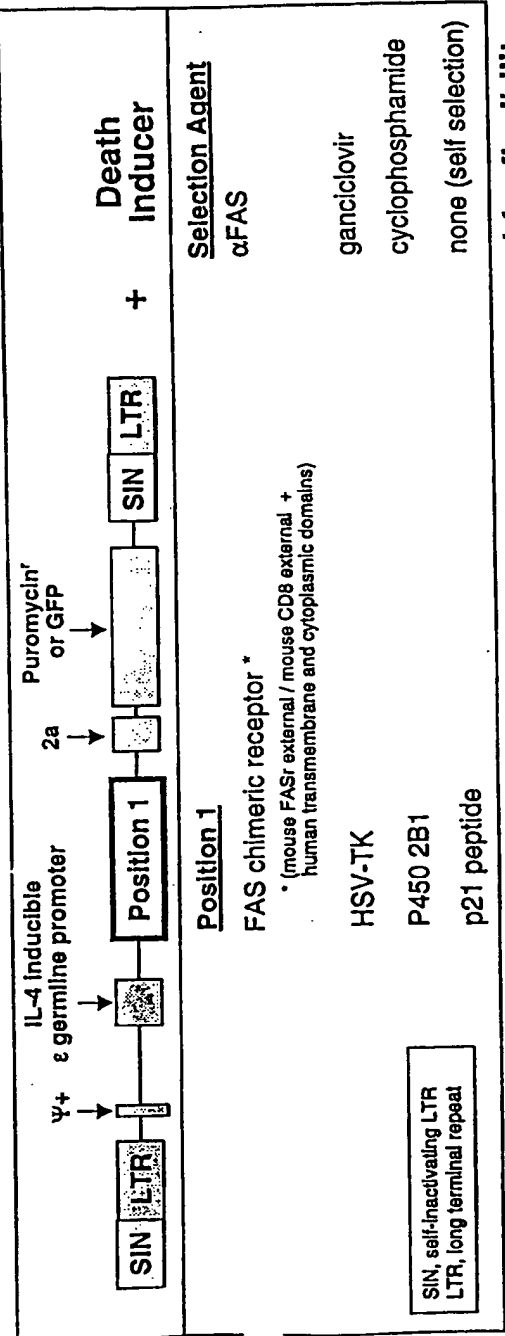 IL-4 inducible
ε germline promoter
Ψ+
2a
Puromycinʳ
or GFP
SIN
LTR
Position 1
SIN
LTR
+
Death
Inducer
Position 1
Selection Agent
FAS chimeric receptor *
αFAS
* (mouse FASr external / mouse CD8 external +
human transmembrane and cytoplasmic domains)
HSV-TK
ganciclovir
P450 2B1
cyclophosphamide
p21 peptide
none (self selection)
SIN, self-inactivating LTR
LTR, long terminal repeat